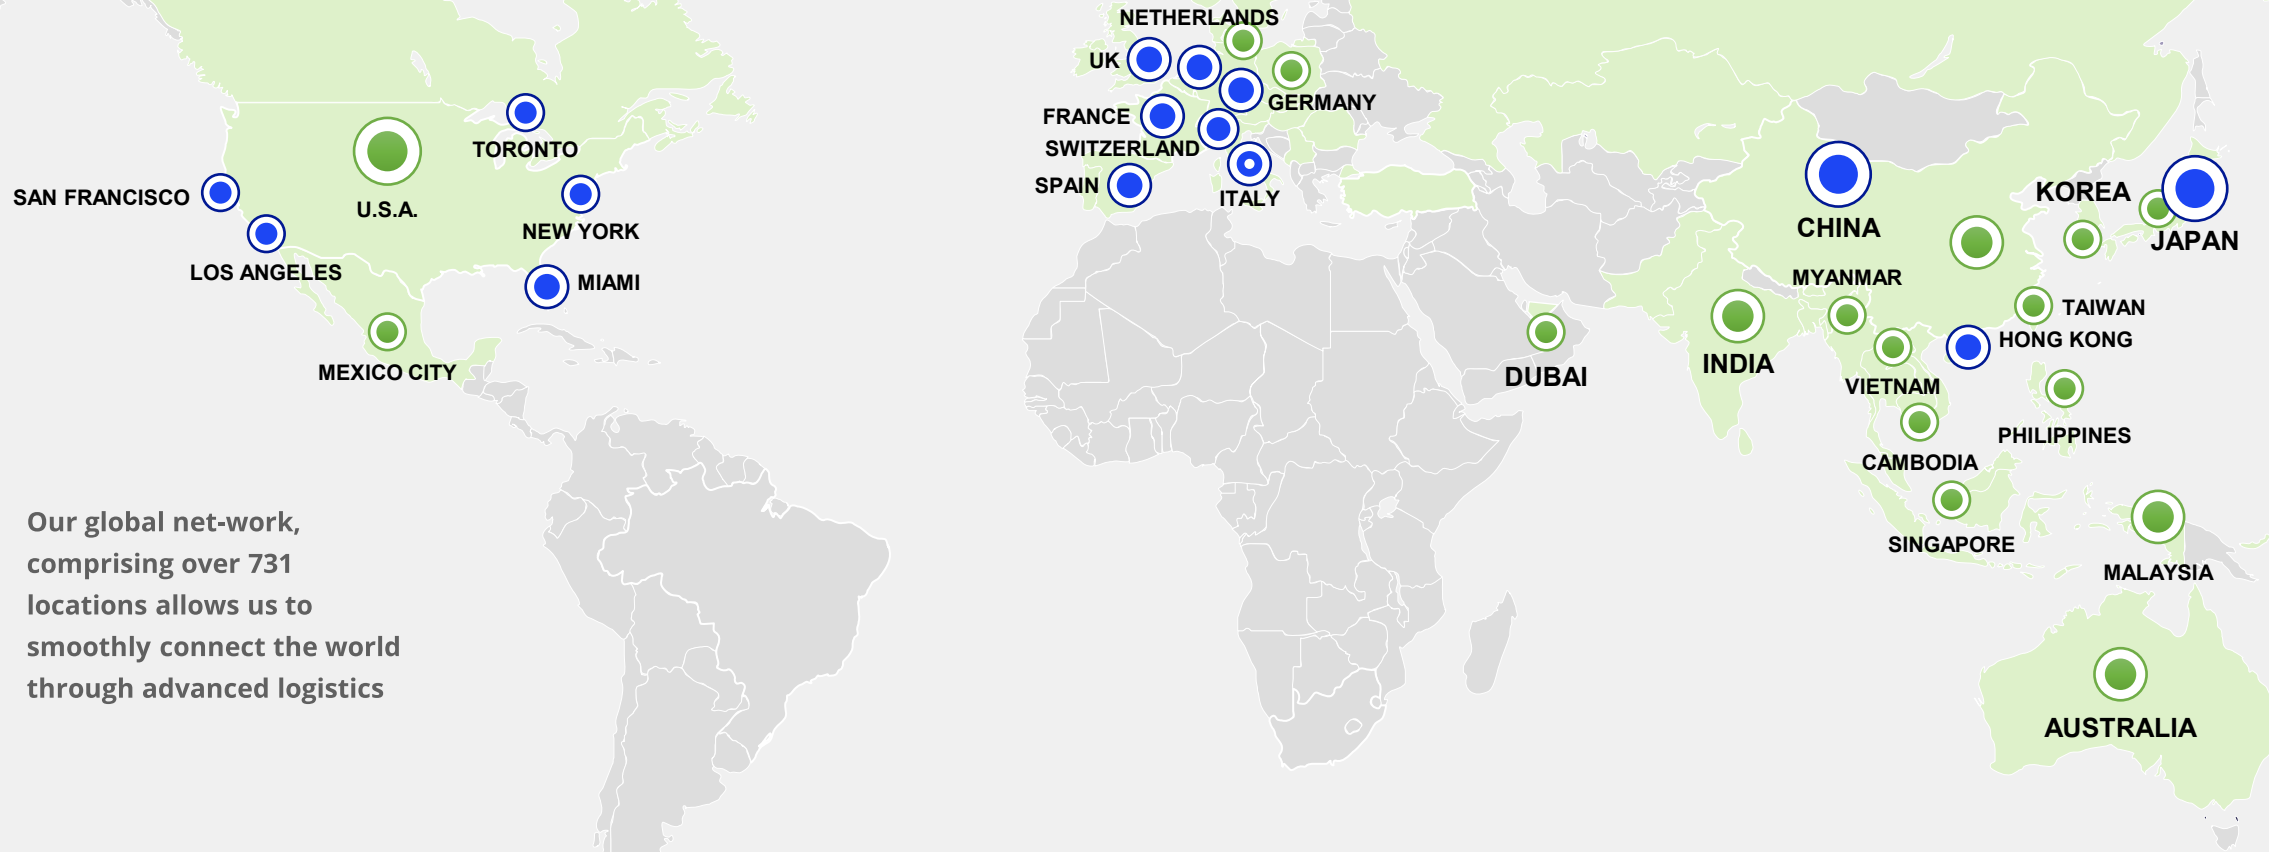 NETHERLANDS
UK
GERMANY
FRANCE
SWITZERLAND
SPAIN
ITALY
TORONTO
SAN FRANCISCO
U.S.A.
NEW YORK
LOS ANGELES
MIAMI
MEXICO CITY
KOREA
CHINA
JAPAN
MYANMAR
TAIWAN
HONG KONG
INDIA
DUBAI
VIETNAM
PHILIPPINES
CAMBODIA
SINGAPORE
MALAYSIA
AUSTRALIA
Our global net-work,
comprising over 731
locations allows us to
smoothly connect the world
through advanced logistics